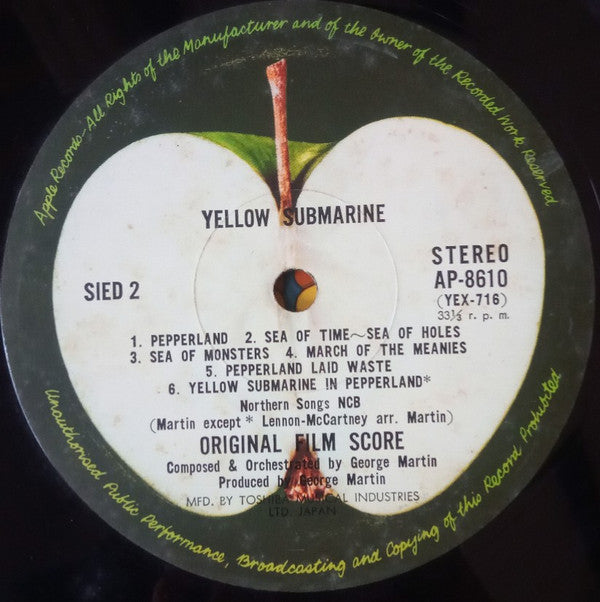 Apple Records-All Rights of the Manufacturer and of the Owner of the Recorded Work Reserved
YELLOW SUBMARINE
STEREO
AP-8610
(YEX-716)
33⅓ r. p. m.
SIED 2
1. PEPPERLAND 2. SEA OF TIME~SEA OF HOLES
3. SEA OF MONSTERS 4. MARCH OF THE MEANIES
5. PEPPERLAND LAID WASTE
6. YELLOW SUBMARINE IN PEPPERLAND*
Northern Songs NCB
(Martin except * Lennon-McCartney arr. Martin)
ORIGINAL FILM SCORE
Composed & Orchestrated by George Martin
Produced by George Martin
MFD. BY TOSHIBA MUSICAL INDUSTRIES
LTD. JAPAN
Unauthorised Public Performance, Broadcasting and Copying of this Record Prohibited